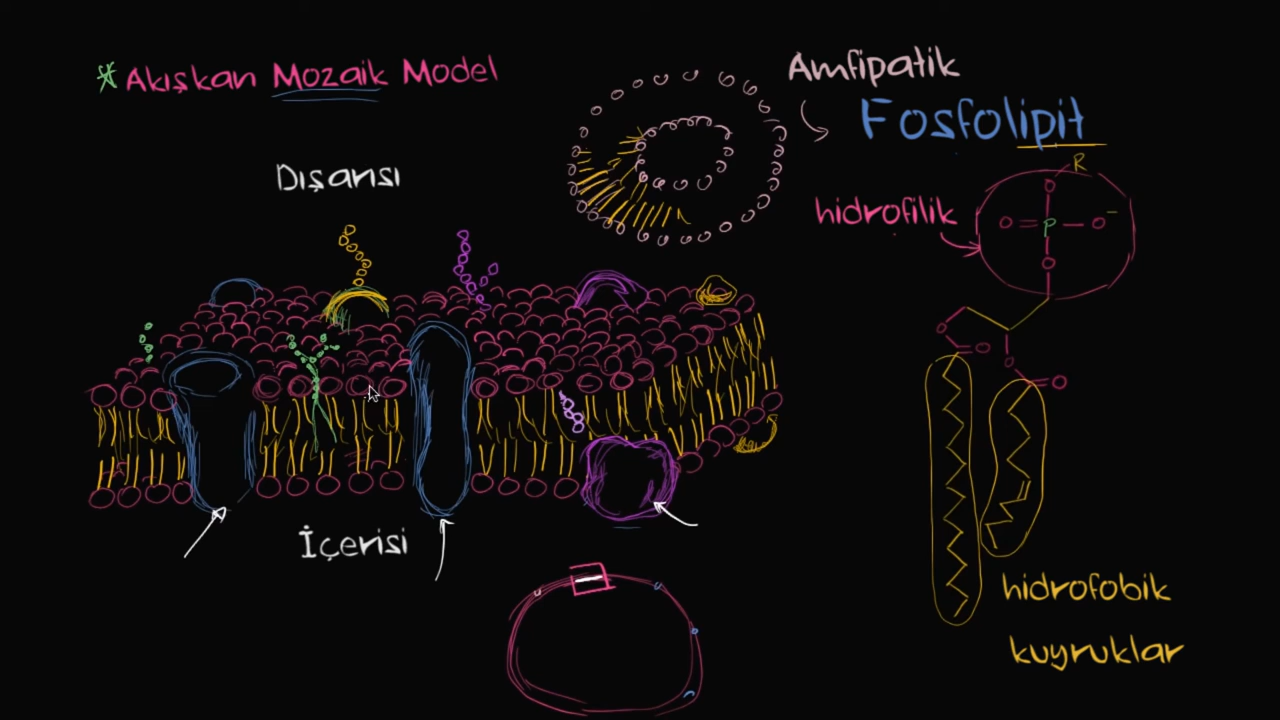 * Akışkan Mozaik Model
Amfipatik
Fosfolipit
Dışarısı
hidrofilik
R
O
O = P — O⁻
O
O
O
O
O
İçerisi
hidrofobik
kuyruklar